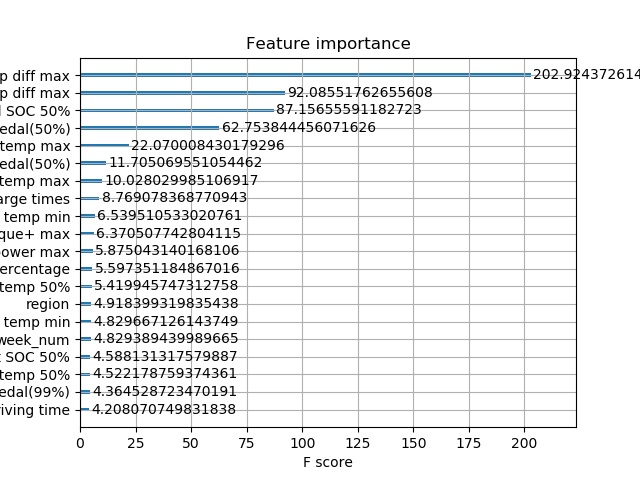 Feature importance
p diff max 202.924372614
p diff max 92.08551762655608
SOC 50% 87.15655591182723
edal(50%) 62.753844456071626
temp max 22.070008430179296
edal(50%) 11.705069551054462
temp max 10.028029985106917
arge times 8.769078368770943
temp min 6.539510533020761
que+ max 6.370507742804115
ower max 5.875043140168106
ercentage 5.597351184867016
temp 50% 5.419945747312758
region 4.918399319835438
temp min 4.829667126143749
week_num 4.829389439989665
t SOC 50% 4.588131317579887
temp 50% 4.522178759374361
edal(99%) 4.364528723470191
riving time 4.208070749831838
0 25 50 75 100 125 150 175 200
F score